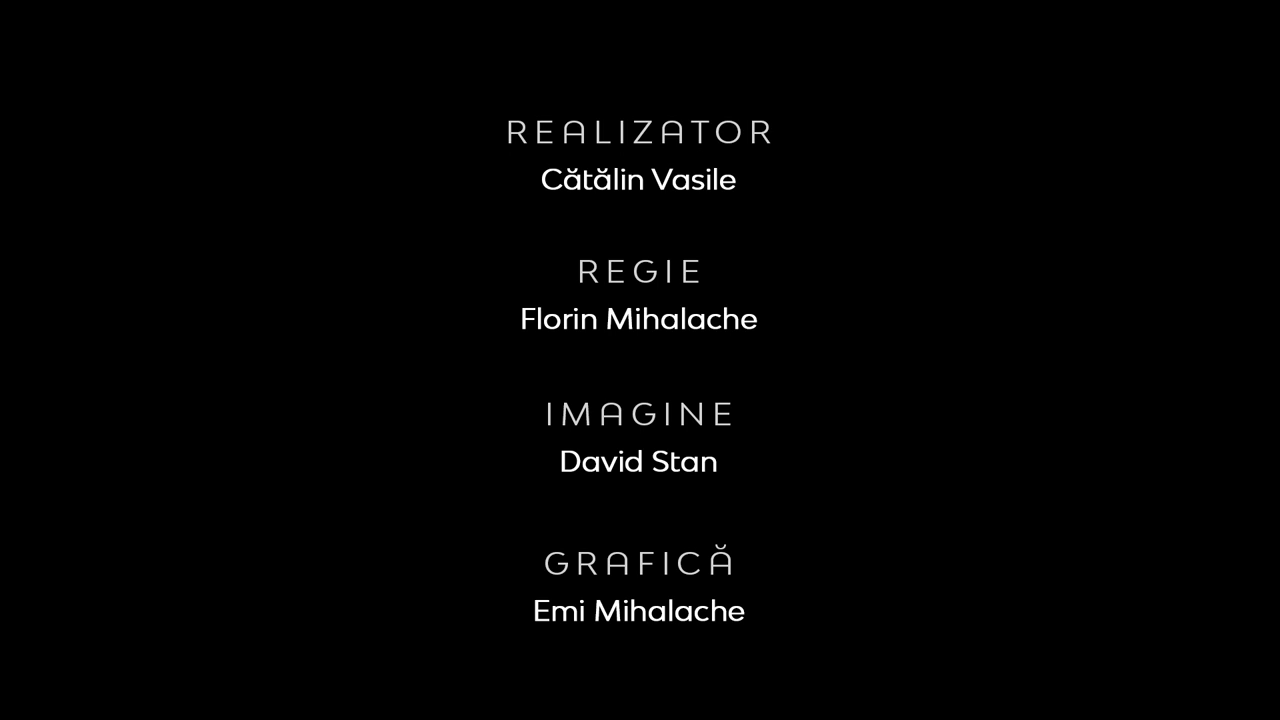 REALIZATOR
Cătălin Vasile
REGIE
Florin Mihalache
IMAGINE
David Stan
GRAFICĂ
Emi Mihalache